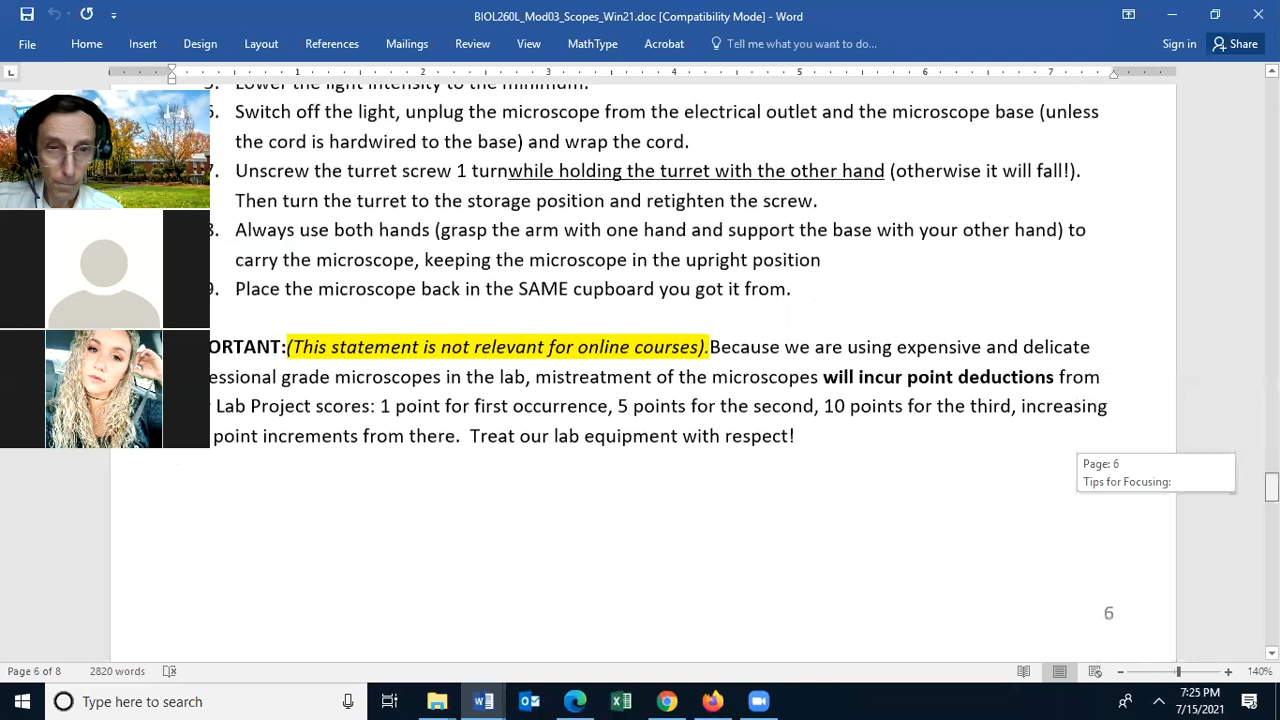 BIOL260L_Mod03_Scopes_Win21.doc [Compatibility Mode] - Word
File Home Insert Design Layout References Mailings Review View MathType Acrobat Tell me what you want to do... Sign in Share
1 2 3 4 5 6 7
Lower the light intensity to the minimum.
Switch off the light, unplug the microscope from the electrical outlet and the microscope base (unless
the cord is hardwired to the base) and wrap the cord.
7. Unscrew the turret screw 1 turnwhile holding the turret with the other hand (otherwise it will fall!).
Then turn the turret to the storage position and retighten the screw.
Always use both hands (grasp the arm with one hand and support the base with your other hand) to
carry the microscope, keeping the microscope in the upright position
Place the microscope back in the SAME cupboard you got it from.
ORTANT:(This statement is not relevant for online courses).Because we are using expensive and delicate
essional grade microscopes in the lab, mistreatment of the microscopes will incur point deductions from
Lab Project scores: 1 point for first occurrence, 5 points for the second, 10 points for the third, increasing
point increments from there. Treat our lab equipment with respect!
Page: 6
Tips for Focusing:
6
Page 6 of 8 2820 words 140%
Type here to search
7:25 PM
7/15/2021